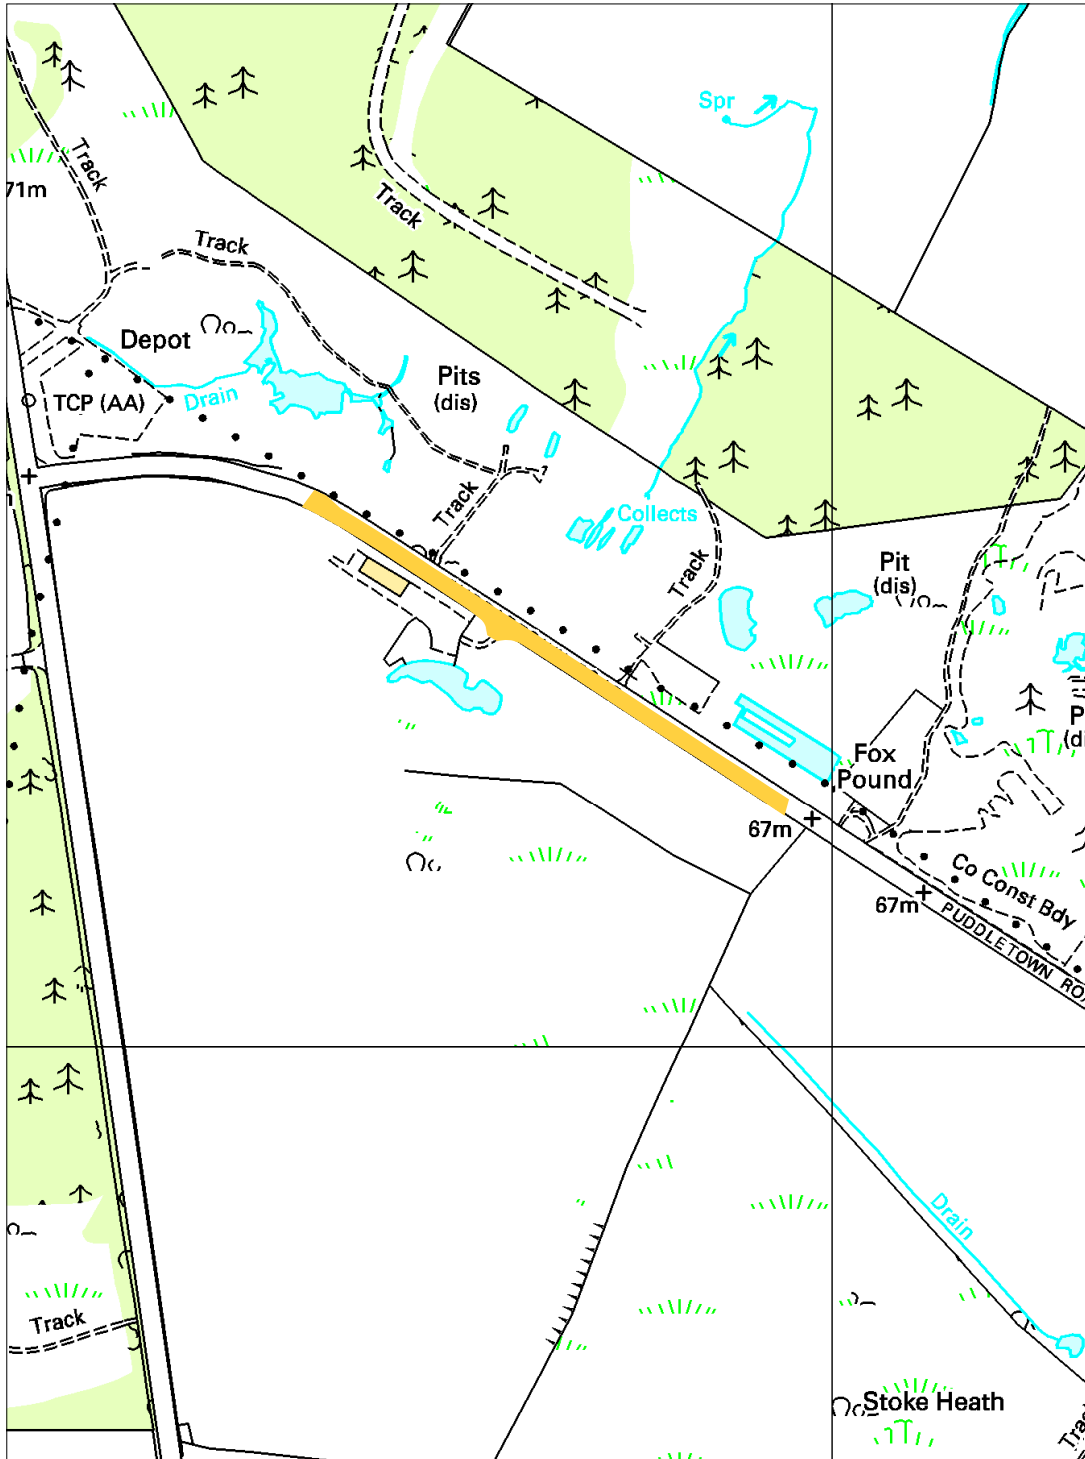 Spr
Track
71m
Track
Track
Depot
Pits
(dis)
TCP (AA)
Drain
Track
Collects
Track
Pit
(dis)
Fox
Pound
67m
Co Const Bdy
67m
PUDDLETOWN
Drain
Track
Stoke Heath